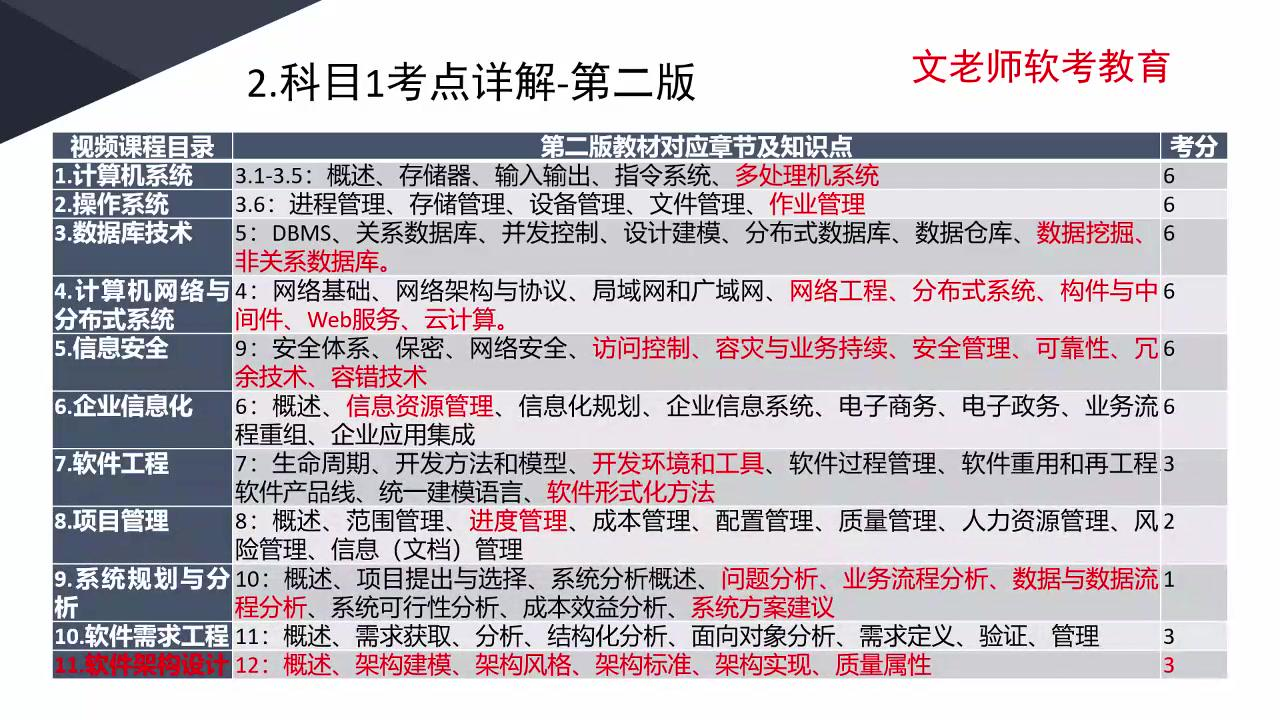 2.科目1考点详解-第二版
文老师软考教育
视频课程目录 第二版教材对应章节及知识点 考分
1.计算机系统 3.1-3.5：概述、存储器、输入输出、指令系统、多处理机系统 6
2.操作系统 3.6：进程管理、存储管理、设备管理、文件管理、作业管理 6
3.数据库技术 5：DBMS、关系数据库、并发控制、设计建模、分布式数据库、数据仓库、数据挖掘、 6
非关系数据库。
4.计算机网络与 4：网络基础、网络架构与协议、局域网和广域网、网络工程、分布式系统、构件与中 6
分布式系统 间件、Web服务、云计算。
5.信息安全 9：安全体系、保密、网络安全、访问控制、容灾与业务持续、安全管理、可靠性、冗 6
余技术、容错技术
6.企业信息化 6：概述、信息资源管理、信息化规划、企业信息系统、电子商务、电子政务、业务流 6
程重组、企业应用集成
7.软件工程 7：生命周期、开发方法和模型、开发环境和工具、软件过程管理、软件重用和再工程 3
软件产品线、统一建模语言、软件形式化方法
8.项目管理 8：概述、范围管理、进度管理、成本管理、配置管理、质量管理、人力资源管理、风 2
险管理、信息（文档）管理
9.系统规划与分 10：概述、项目提出与选择、系统分析概述、问题分析、业务流程分析、数据与数据流 1
析 程分析、系统可行性分析、成本效益分析、系统方案建议
10.软件需求工程 11：概述、需求获取、分析、结构化分析、面向对象分析、需求定义、验证、管理 3
11.软件架构设计 12：概述、架构建模、架构风格、架构标准、架构实现、质量属性 3